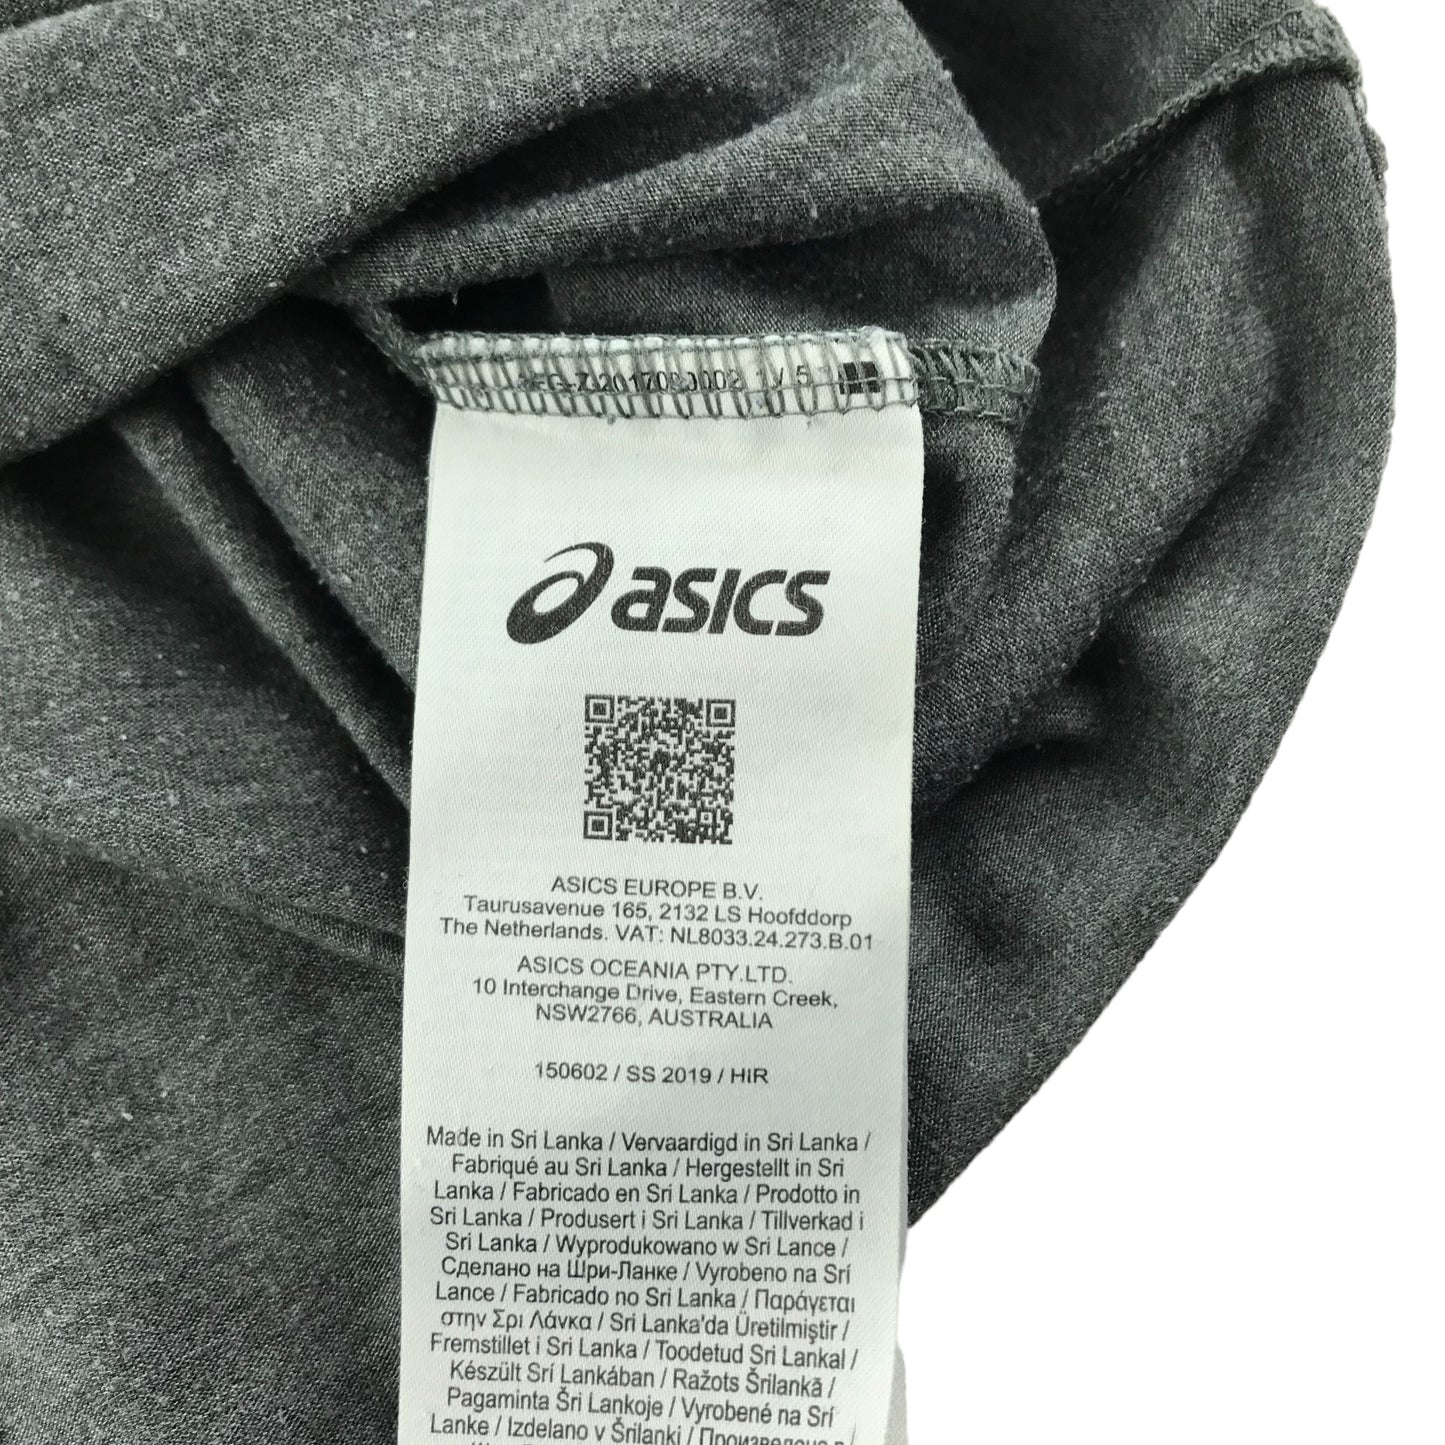 asics
ASICS EUROPE B.V.
Taurusavenue 165, 2132 LS Hoofddorp
The Netherlands. VAT: NL8033.24.273.B.01
ASICS OCEANIA PTY.LTD.
10 Interchange Drive, Eastern Creek,
NSW2766, AUSTRALIA
150602 / SS 2019 / HIR
Made in Sri Lanka / Vervaardigd in Sri Lanka /
Fabriqué au Sri Lanka / Hergestellt in Sri
Lanka / Fabricado en Sri Lanka / Prodotto in
Sri Lanka / Produsert i Sri Lanka / Tillverkad i
Sri Lanka / Wyprodukowano w Sri Lance /
Сделано на Шри-Ланке / Vyrobeno na Srí
Lance / Fabricado no Sri Lanka / Παράγεται
στην Σρι Λάνκα / Sri Lanka'da Üretilmiştir /
Fremstillet i Sri Lanka / Toodetud Sri Lankal /
Készült Srí Lankában / Ražots Šrilankā /
Pagaminta Šri Lankoje / Vyrobené na Srí
Lanke / Izdelano v Šrilanki /